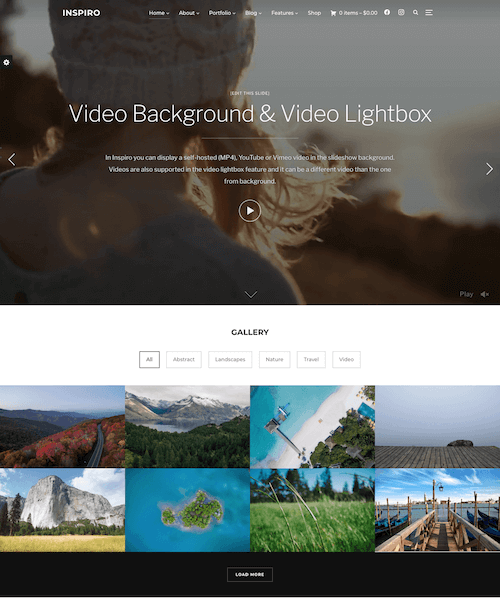 INSPIRO
Home About Portfolio Blog Features Shop 0 items – $0.00
[EDIT THIS SLIDE]
Video Background & Video Lightbox
In Inspiro you can display a self-hosted (MP4), YouTube or Vimeo video in the slideshow background.
Videos are also supported in the video lightbox feature and it can be a different video than the one
from background.
Play
GALLERY
All Abstract Landscapes Nature Travel Video
LOAD MORE